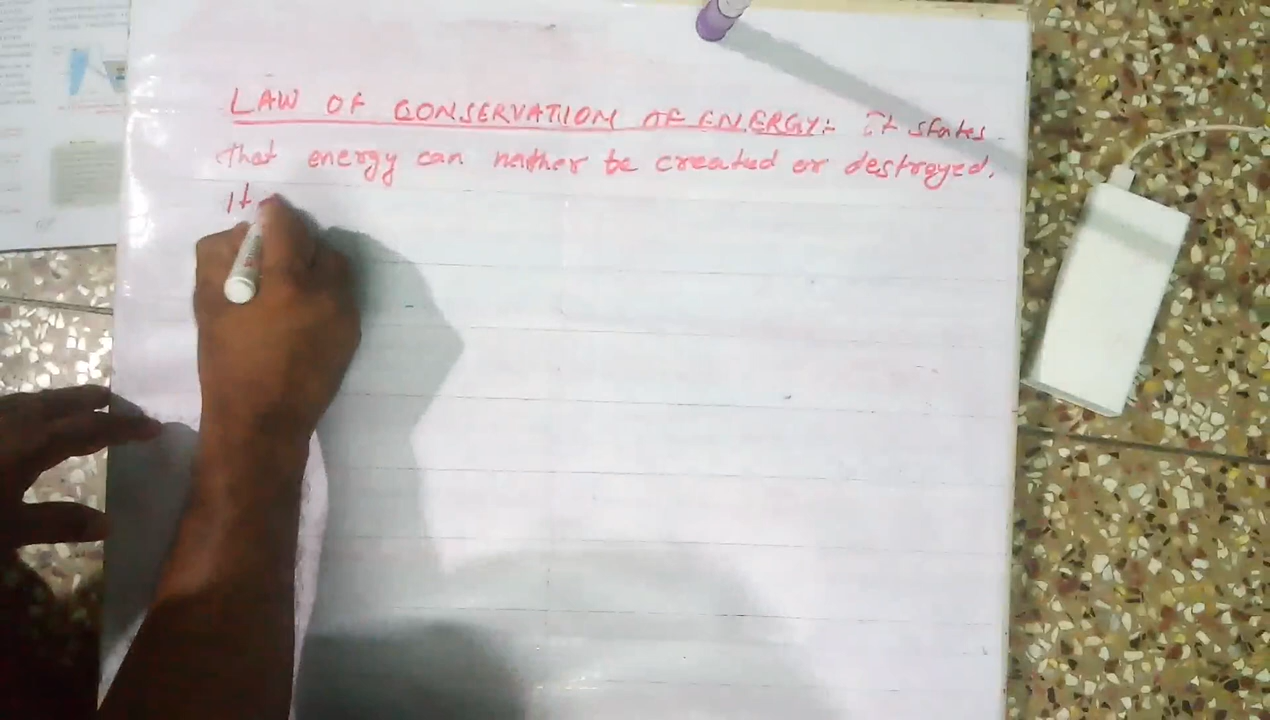 LAW OF CONSERVATION OF ENERGY:- It states
that energy can neither be created or destroyed.
It